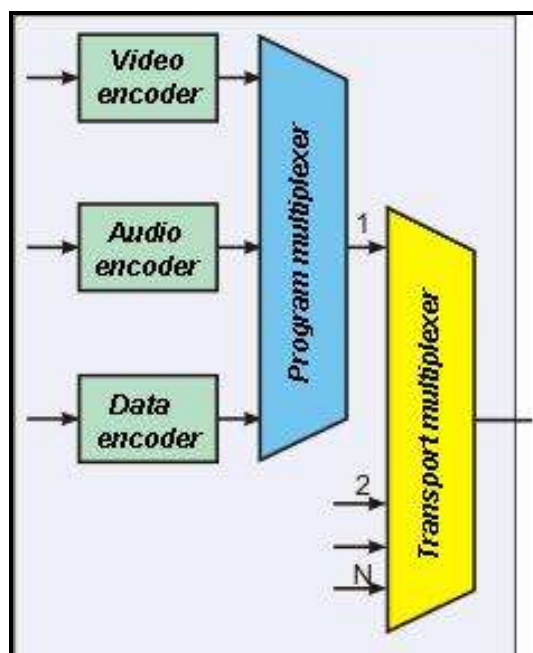 Video
encoder
Audio
encoder
Data
encoder
Program multiplexer
1
2
N
Transport multiplexer